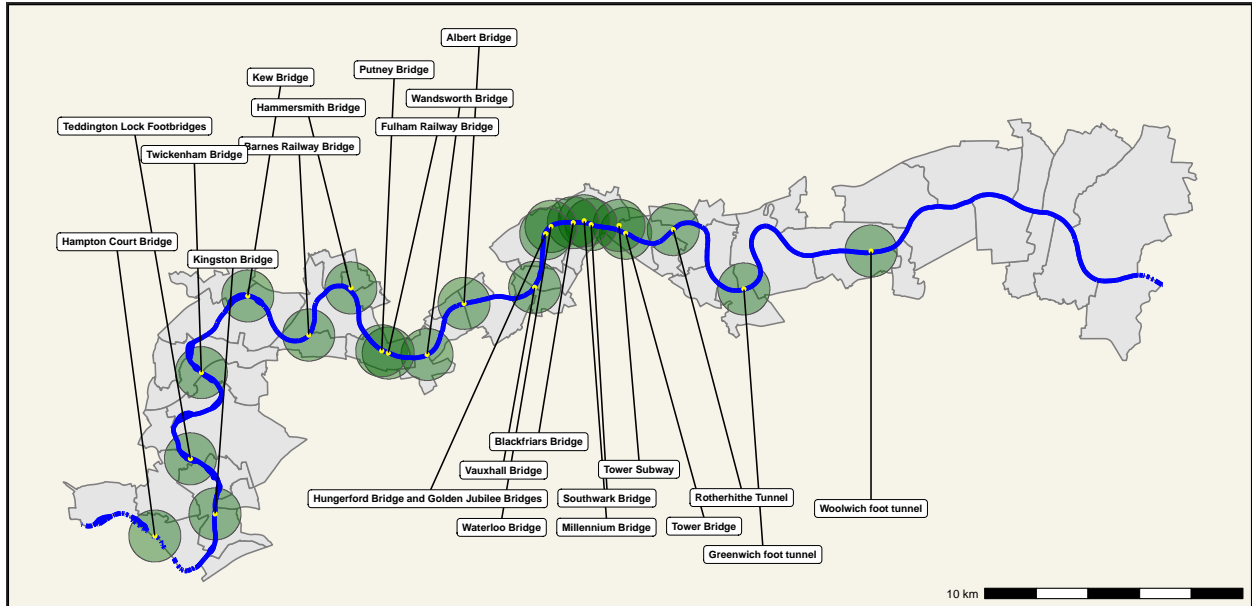 Albert Bridge
Putney Bridge
Kew Bridge
Wandsworth Bridge
Hammersmith Bridge
Teddington Lock Footbridges
Fulham Railway Bridge
Barnes Railway Bridge
Twickenham Bridge
Hampton Court Bridge
Kingston Bridge
Blackfriars Bridge
Vauxhall Bridge
Tower Subway
Hungerford Bridge and Golden Jubilee Bridges
Southwark Bridge
Rotherhithe Tunnel
Woolwich foot tunnel
Waterloo Bridge
Millennium Bridge
Tower Bridge
Greenwich foot tunnel
10 km